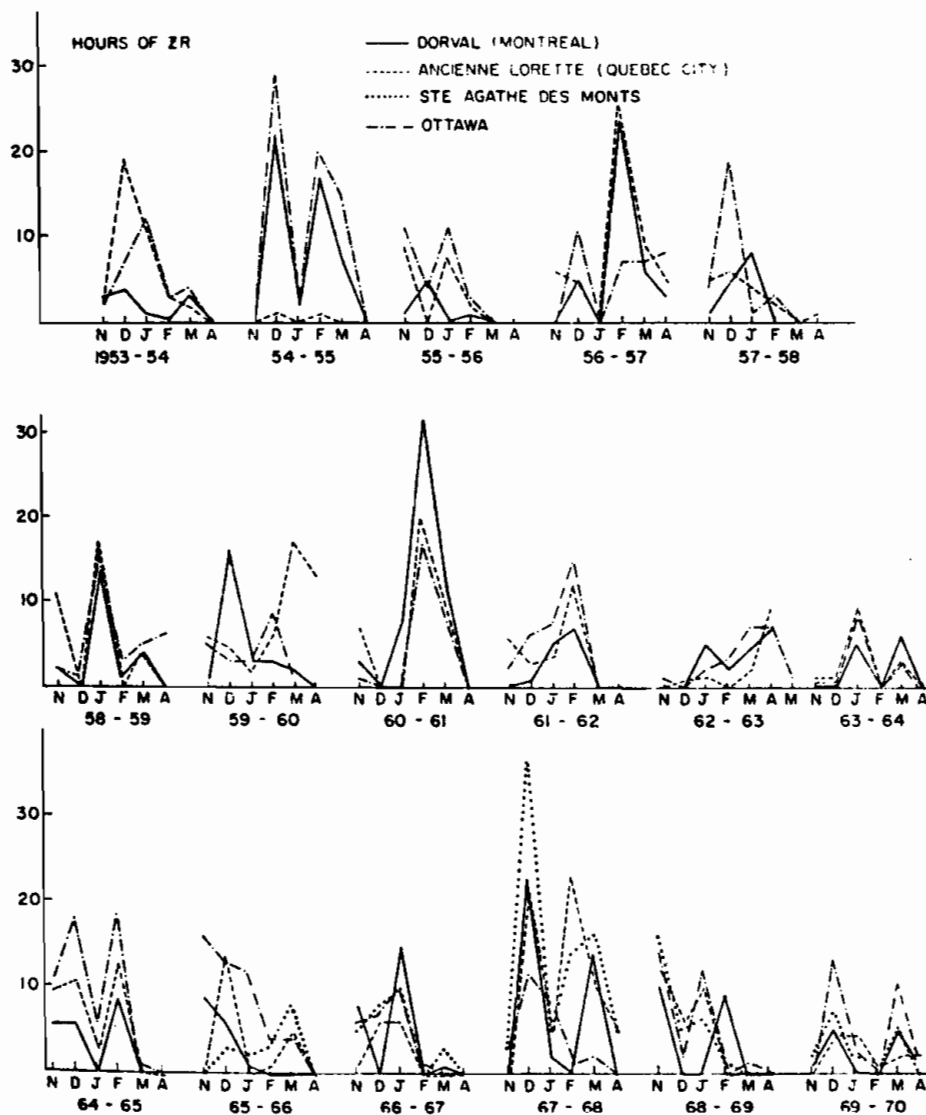 HOURS OF ZR
DORVAL (MONTREAL)
ANCIENNE LORETTE (QUEBEC CITY)
STE AGATHE DES MONTS
OTTAWA
30
20
10
N D J F M A N D J F M A N D J F M A N D J F M A N D J F M A
1953-54 54-55 55-56 56-57 57-58
30
20
10
N D J F M A N D J F M A N D J F M A N D J F M A N D J F M A M N D J F M A
58-59 59-60 60-61 61-62 62-63 63-64
30
20
10
N D J F M A N D J F M A N D J F M A N D J F M A N D J F M A N D J F M A
64-65 65-66 66-67 67-68 68-69 69-70